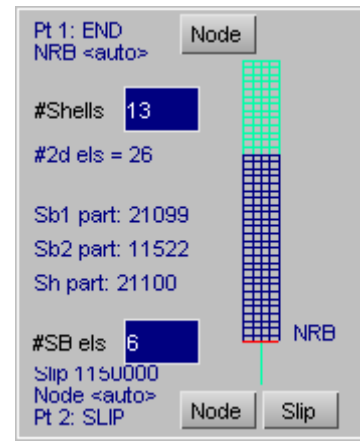 Pt 1: END
Node
NRB <auto>
#Shells 13
#2d els = 26
Sb1 part: 21099
Sb2 part: 11522
Sh part: 21100
NRB
#SB els 6
Slip 1150000
Node <auto>
Pt 2: SLIP
Node Slip